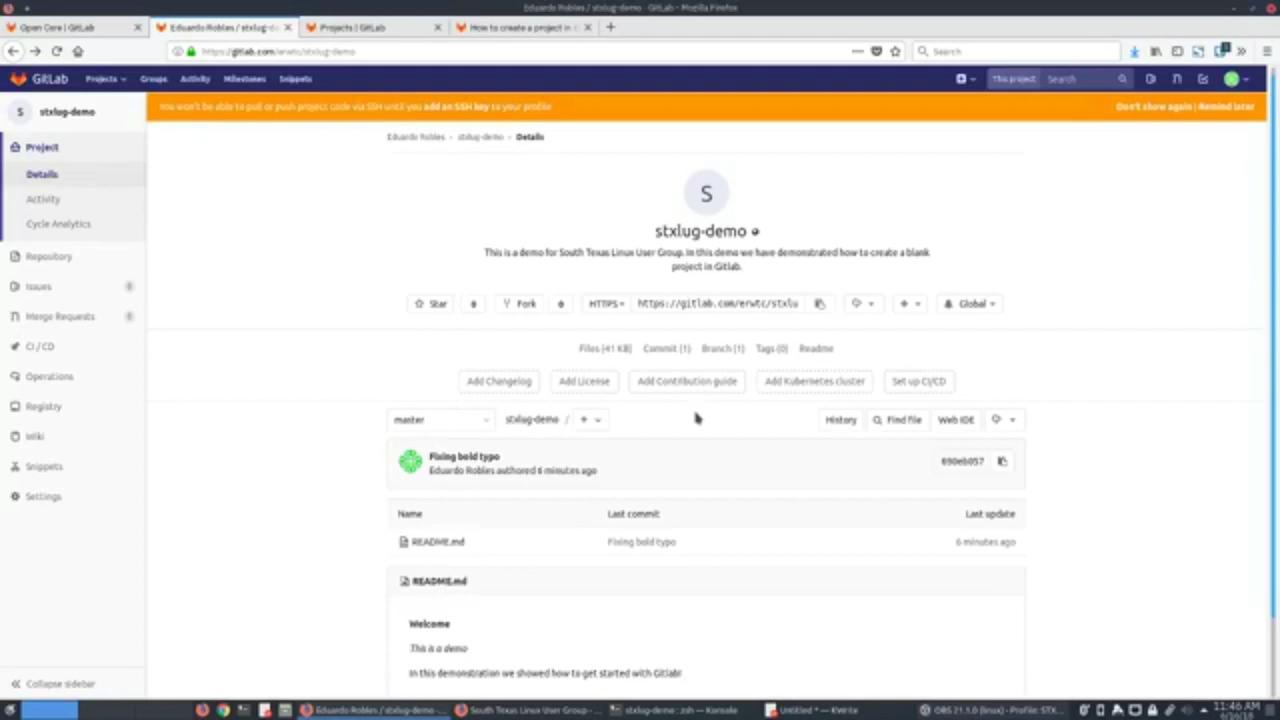 Eduardo Robles / stxlug-demo · GitLab - Mozilla Firefox
Open Core | GitLab
Eduardo Robles / stxlug-
Projects | GitLab
How to create a project in
https://gitlab.com/erwtc/stxlug-demo
Search
GitLab
Projects
Groups
Activity
Milestones
Snippets
This project
Search
S
stxlug-demo
You won't be able to pull or push project code via SSH until you add an SSH key to your profile
Don't show again | Remind later
Project
Details
Activity
Cycle Analytics
Repository
Issues
0
Merge Requests
0
CI / CD
Operations
Registry
Wiki
Snippets
Settings
Collapse sidebar
Eduardo Robles › stxlug-demo › Details
S
stxlug-demo
This is a demo for South Texas Linux User Group. In this demo we have demonstrated how to create a blank
project in Gitlab.
Star
0
Fork
0
HTTPS
https://gitlab.com/erwtc/stxlu
Global
Files (41 KB)
Commit (1)
Branch (1)
Tags (0)
Readme
Add Changelog
Add License
Add Contribution guide
Add Kubernetes cluster
Set up CI/CD
master
stxlug-demo /
History
Find file
Web IDE
Fixing bold typo
Eduardo Robles authored 6 minutes ago
Name
Last commit
Last update
README.md
Fixing bold typo
6 minutes ago
README.md
Welcome
This is a demo
In this demonstration we showed how to get started with Gitlab!
Eduardo Robles / stxlug-demo ·...
South Texas Linux User Group - ...
stxlug-demo : zsh — Konsole
Untitled * — KWrite
OBS 21.1.0 (linux) - Profile: STX...
11:46 AM